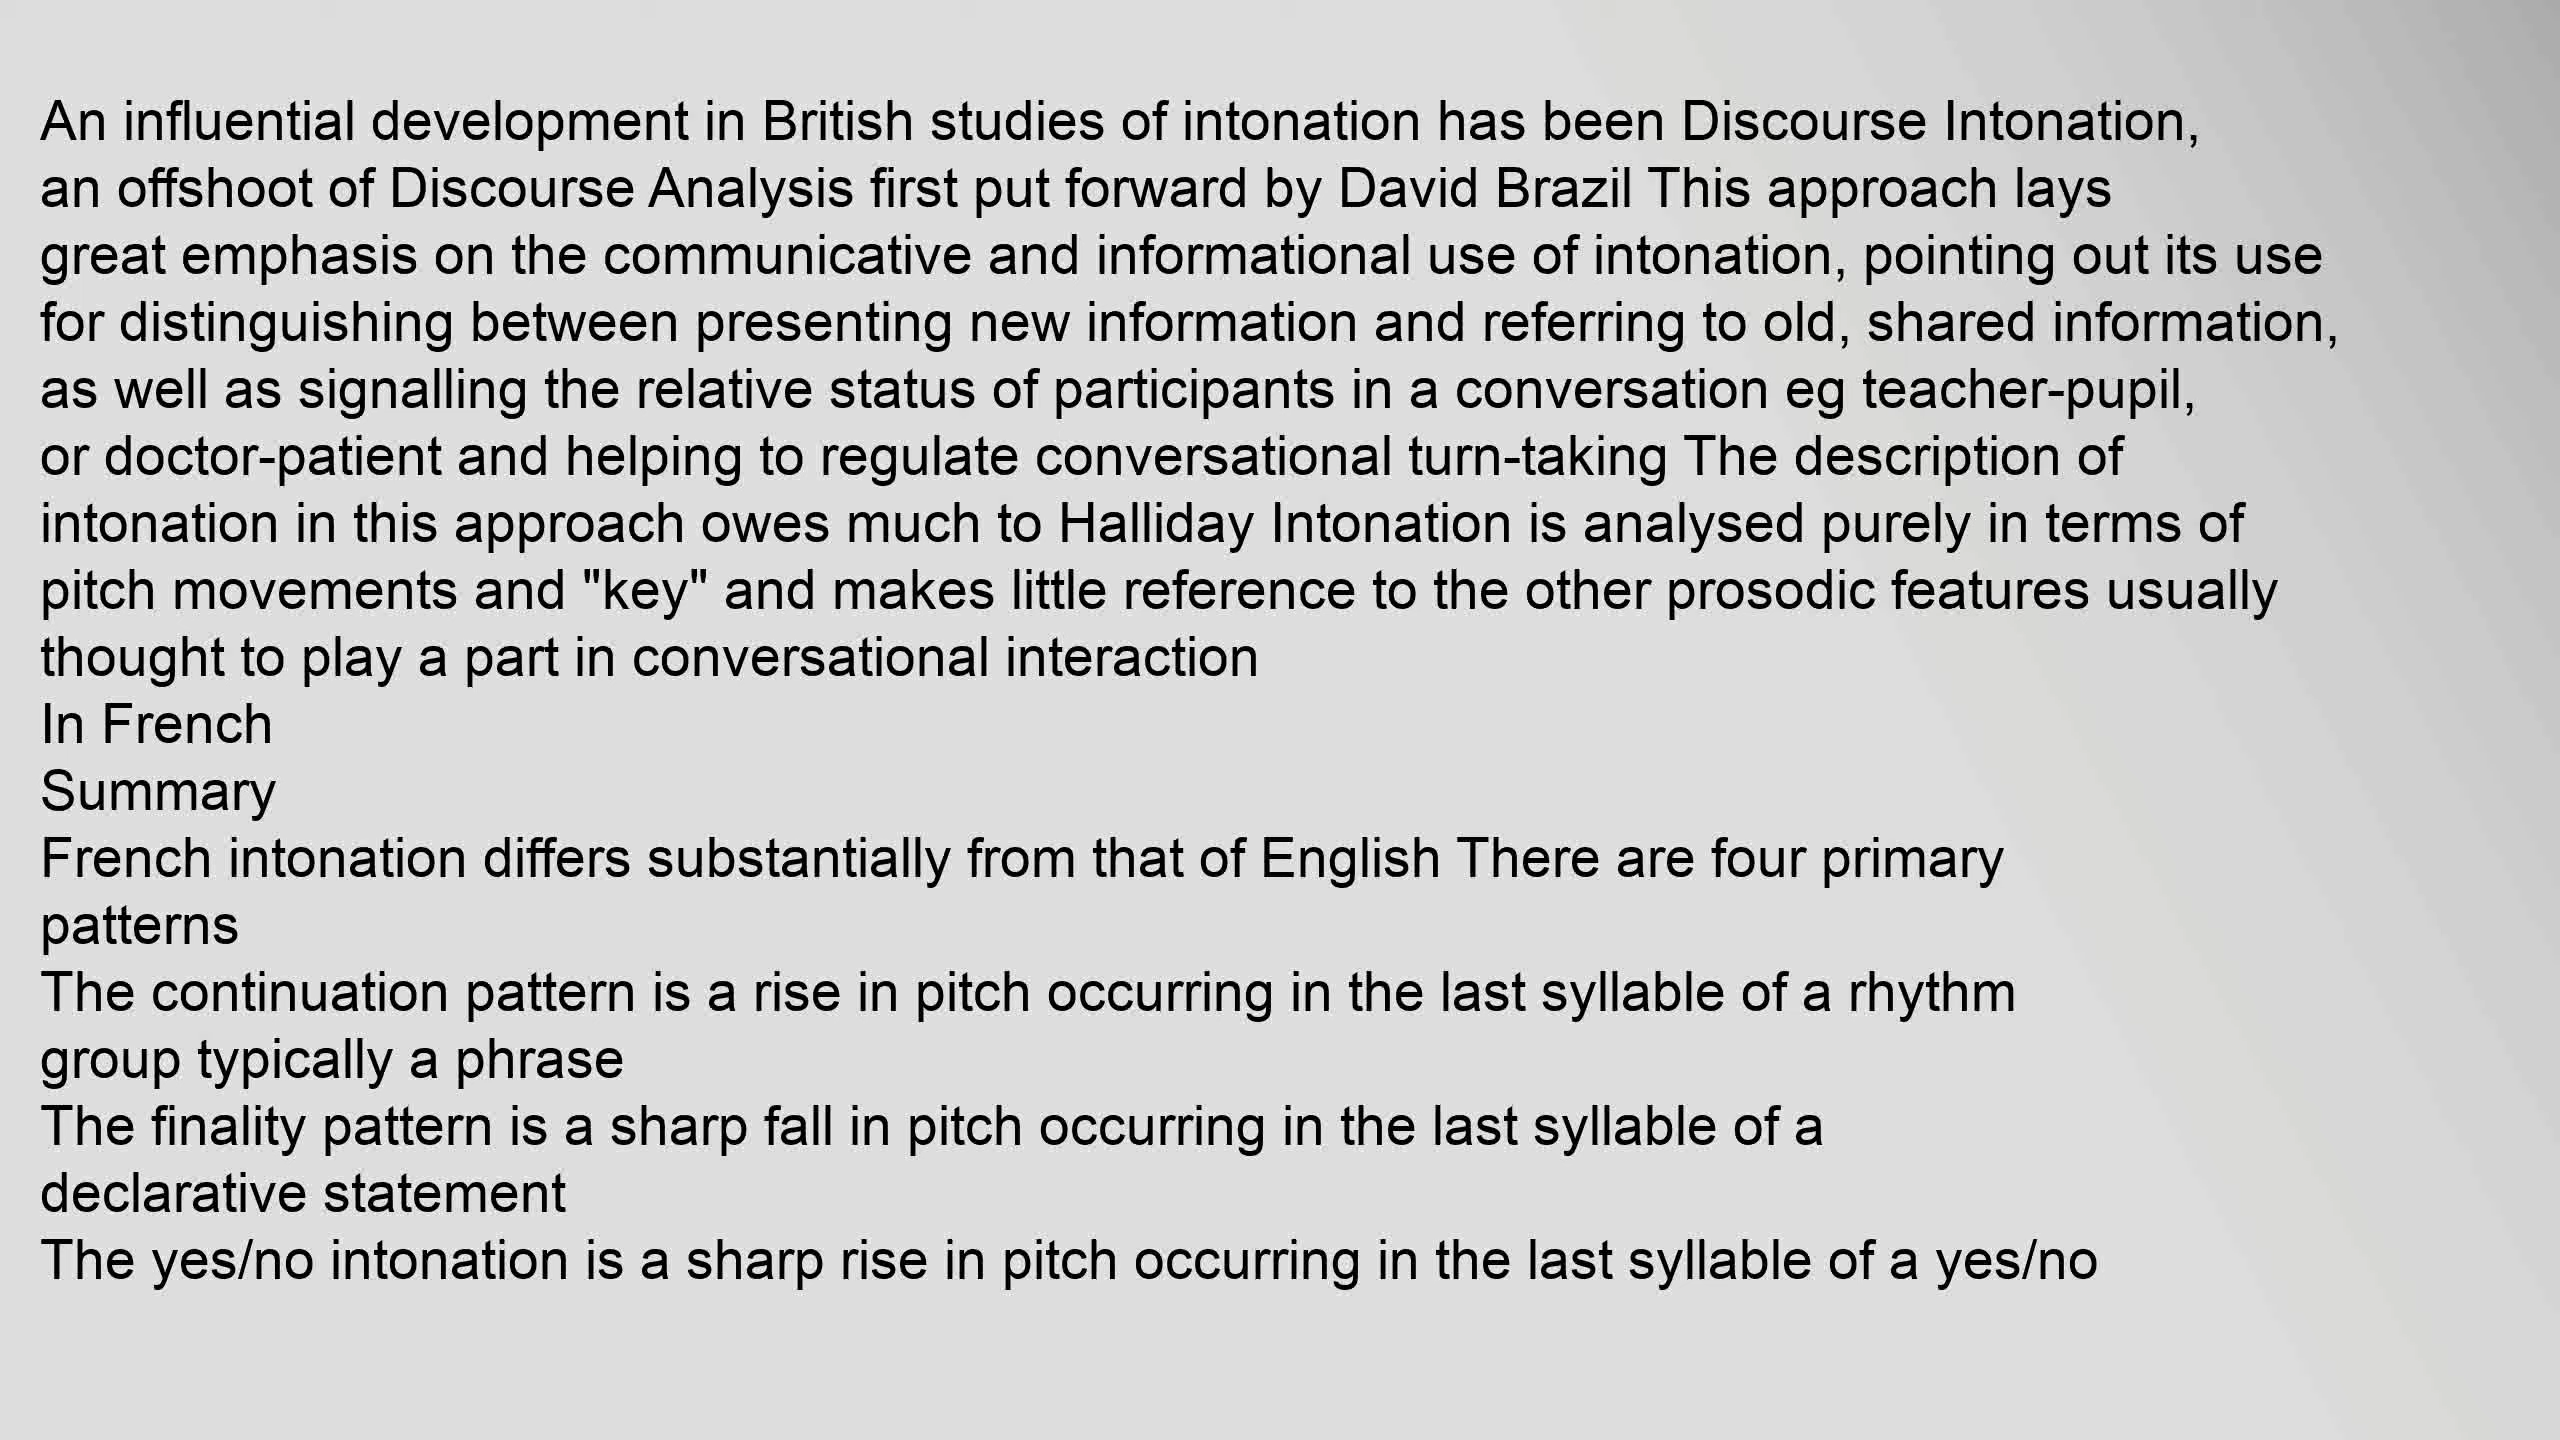 An influential development in British studies of intonation has been Discourse Intonation,
an offshoot of Discourse Analysis first put forward by David Brazil This approach lays
great emphasis on the communicative and informational use of intonation, pointing out its use
for distinguishing between presenting new information and referring to old, shared information,
as well as signalling the relative status of participants in a conversation eg teacher-pupil,
or doctor-patient and helping to regulate conversational turn-taking The description of
intonation in this approach owes much to Halliday Intonation is analysed purely in terms of
pitch movements and "key" and makes little reference to the other prosodic features usually
thought to play a part in conversational interaction
In French
Summary
French intonation differs substantially from that of English There are four primary
patterns
The continuation pattern is a rise in pitch occurring in the last syllable of a rhythm
group typically a phrase
The finality pattern is a sharp fall in pitch occurring in the last syllable of a
declarative statement
The yes/no intonation is a sharp rise in pitch occurring in the last syllable of a yes/no